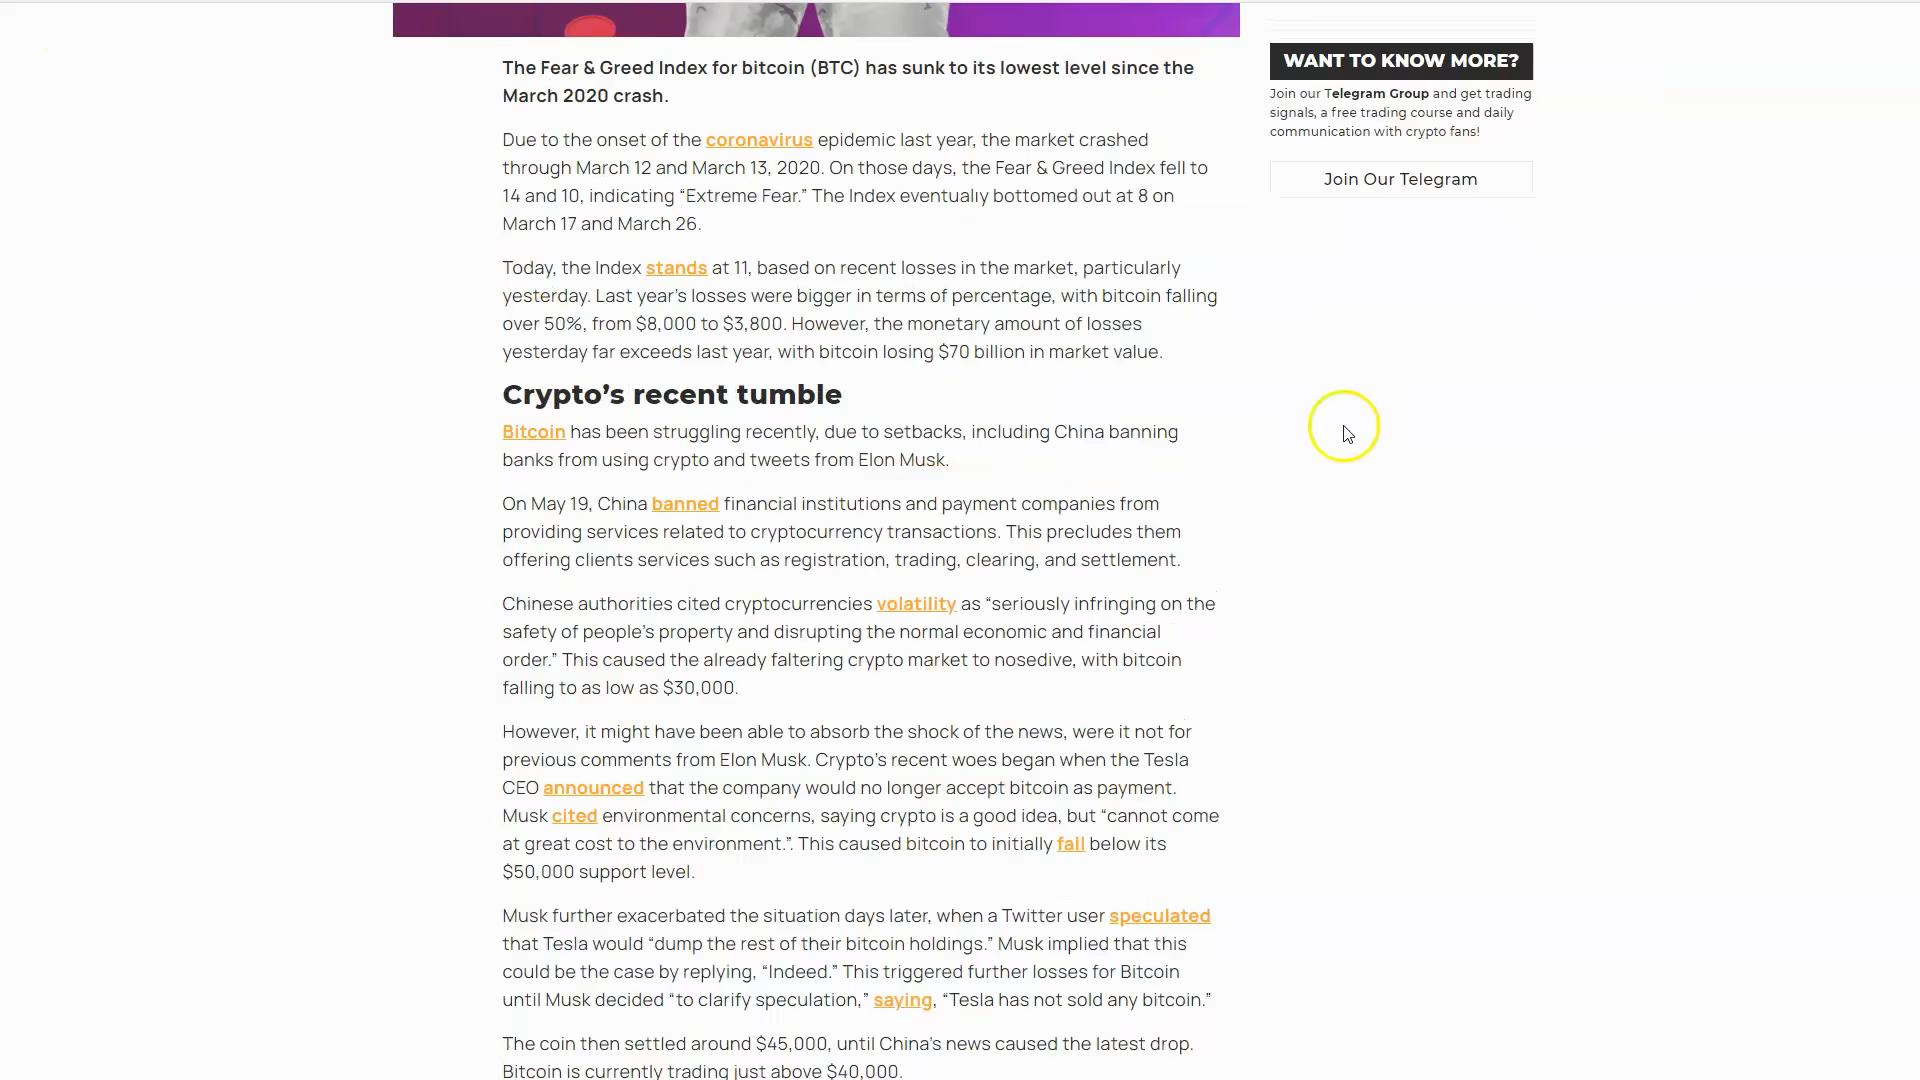 The Fear & Greed Index for bitcoin (BTC) has sunk to its lowest level since the
March 2020 crash.
Due to the onset of the coronavirus epidemic last year, the market crashed
through March 12 and March 13, 2020. On those days, the Fear & Greed Index fell to
14 and 10, indicating “Extreme Fear.” The Index eventually bottomed out at 8 on
March 17 and March 26.
Today, the Index stands at 11, based on recent losses in the market, particularly
yesterday. Last year’s losses were bigger in terms of percentage, with bitcoin falling
over 50%, from $8,000 to $3,800. However, the monetary amount of losses
yesterday far exceeds last year, with bitcoin losing $70 billion in market value.
Crypto’s recent tumble
Bitcoin has been struggling recently, due to setbacks, including China banning
banks from using crypto and tweets from Elon Musk.
On May 19, China banned financial institutions and payment companies from
providing services related to cryptocurrency transactions. This precludes them
offering clients services such as registration, trading, clearing, and settlement.
Chinese authorities cited cryptocurrencies volatility as “seriously infringing on the
safety of people’s property and disrupting the normal economic and financial
order.” This caused the already faltering crypto market to nosedive, with bitcoin
falling to as low as $30,000.
However, it might have been able to absorb the shock of the news, were it not for
previous comments from Elon Musk. Crypto’s recent woes began when the Tesla
CEO announced that the company would no longer accept bitcoin as payment.
Musk cited environmental concerns, saying crypto is a good idea, but “cannot come
at great cost to the environment.”. This caused bitcoin to initially fall below its
$50,000 support level.
Musk further exacerbated the situation days later, when a Twitter user speculated
that Tesla would “dump the rest of their bitcoin holdings.” Musk implied that this
could be the case by replying, “Indeed.” This triggered further losses for Bitcoin
until Musk decided “to clarify speculation,” saying, “Tesla has not sold any bitcoin.”
The coin then settled around $45,000, until China’s news caused the latest drop.
Bitcoin is currently trading just above $40,000.
WANT TO KNOW MORE?
Join our Telegram Group and get trading
signals, a free trading course and daily
communication with crypto fans!
Join Our Telegram